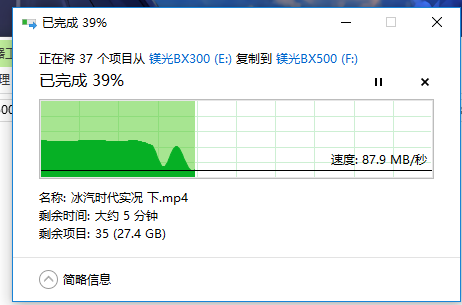 已完成 39%
正在将 37 个项目从 镁光BX300 (E:) 复制到 镁光BX500 (F:)
已完成 39%
速度: 87.9 MB/秒
名称: 冰汽时代实况 下.mp4
剩余时间: 大约 5 分钟
剩余项目: 35 (27.4 GB)
简略信息